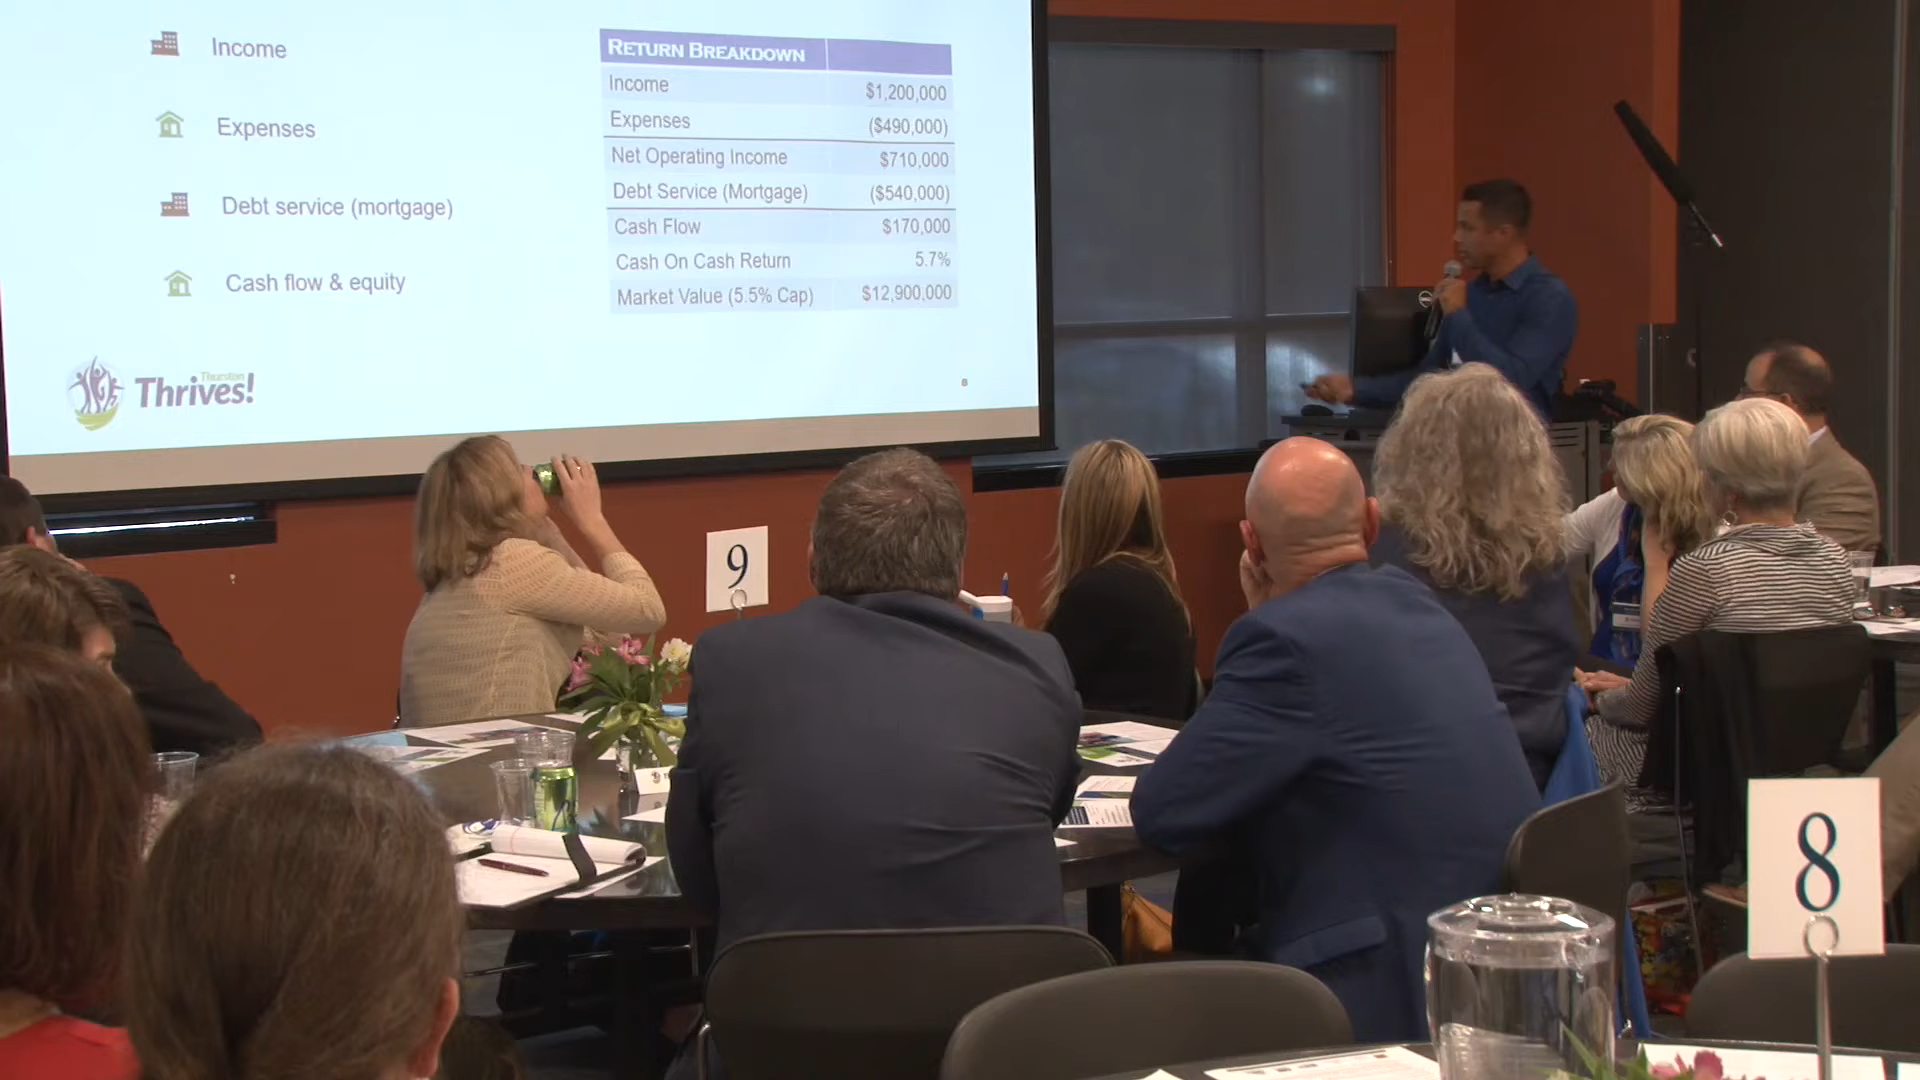 Income
Expenses
Debt service (mortgage)
Cash flow & equity
RETURN BREAKDOWN
Income $1,200,000
Expenses ($490,000)
Net Operating Income $710,000
Debt Service (Mortgage) ($540,000)
Cash Flow $170,000
Cash On Cash Return 5.7%
Market Value (5.5% Cap) $12,900,000
Thurston
Thrives!
9
8